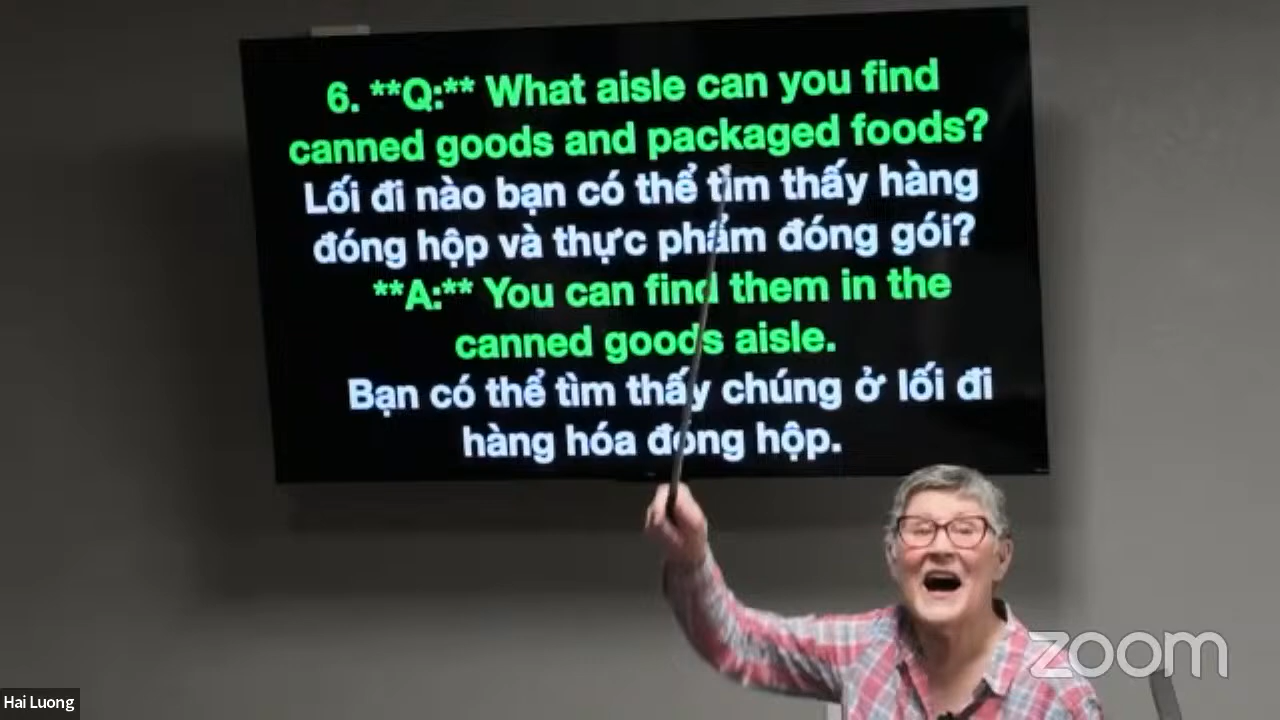 6. **Q:** What aisle can you find
canned goods and packaged foods?
Lối đi nào bạn có thể tìm thấy hàng
đóng hộp và thực phẩm đóng gói?
**A:** You can find them in the
canned goods aisle.
Bạn có thể tìm thấy chúng ở lối đi
hàng hóa đóng hộp.
zoom
Hai Luong